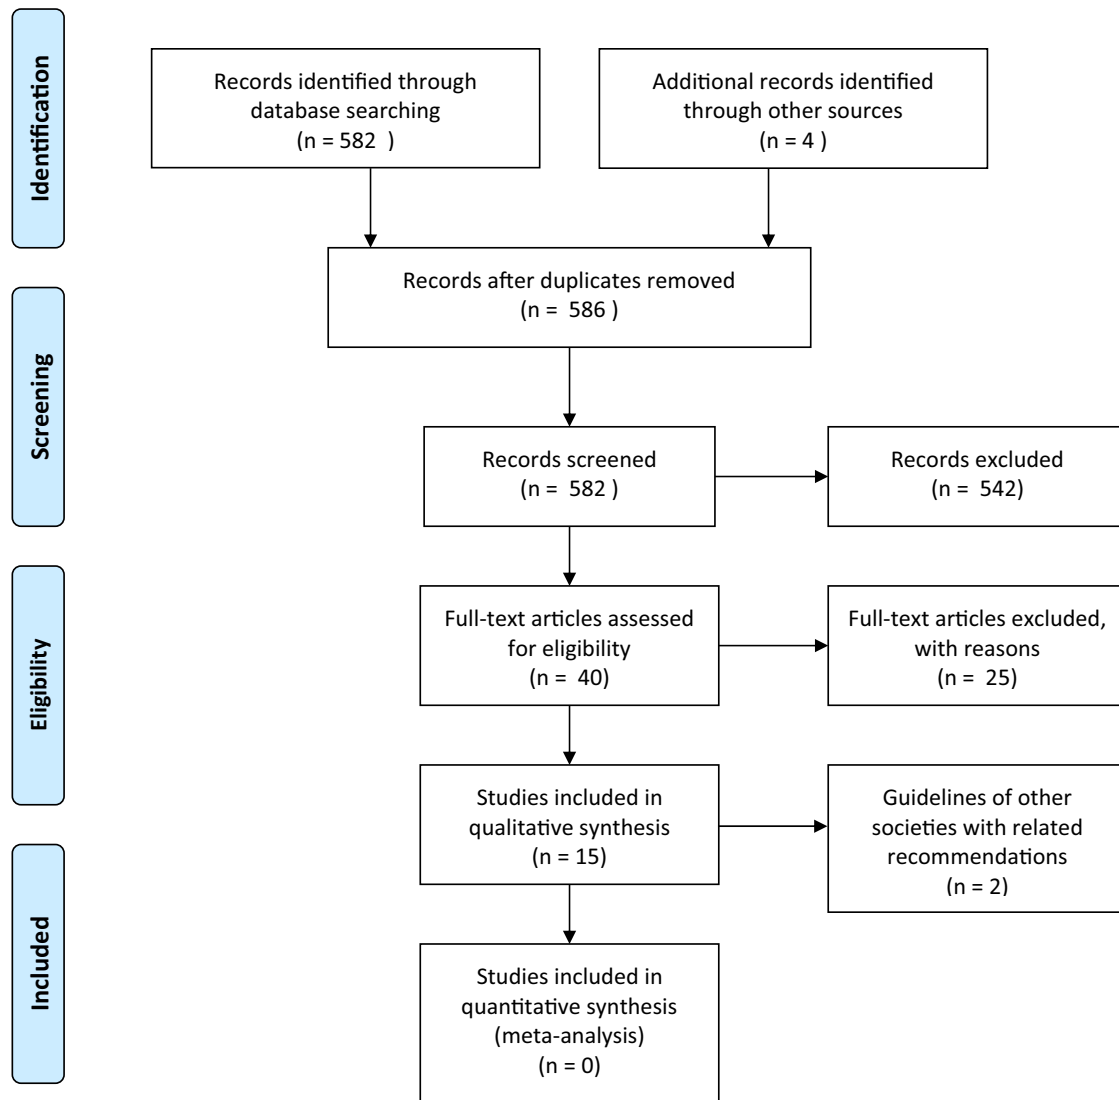 Identification
Records identified through
database searching
(n = 582 )
Additional records identified
through other sources
(n = 4 )
Records after duplicates removed
(n = 586 )
Screening
Records screened
(n = 582 )
Records excluded
(n = 542)
Eligibility
Full-text articles assessed
for eligibility
(n = 40)
Full-text articles excluded,
with reasons
(n = 25)
Studies included in
qualitative synthesis
(n = 15)
Guidelines of other
societies with related
recommendations
(n = 2)
Included
Studies included in
quantitative synthesis
(meta-analysis)
(n = 0)